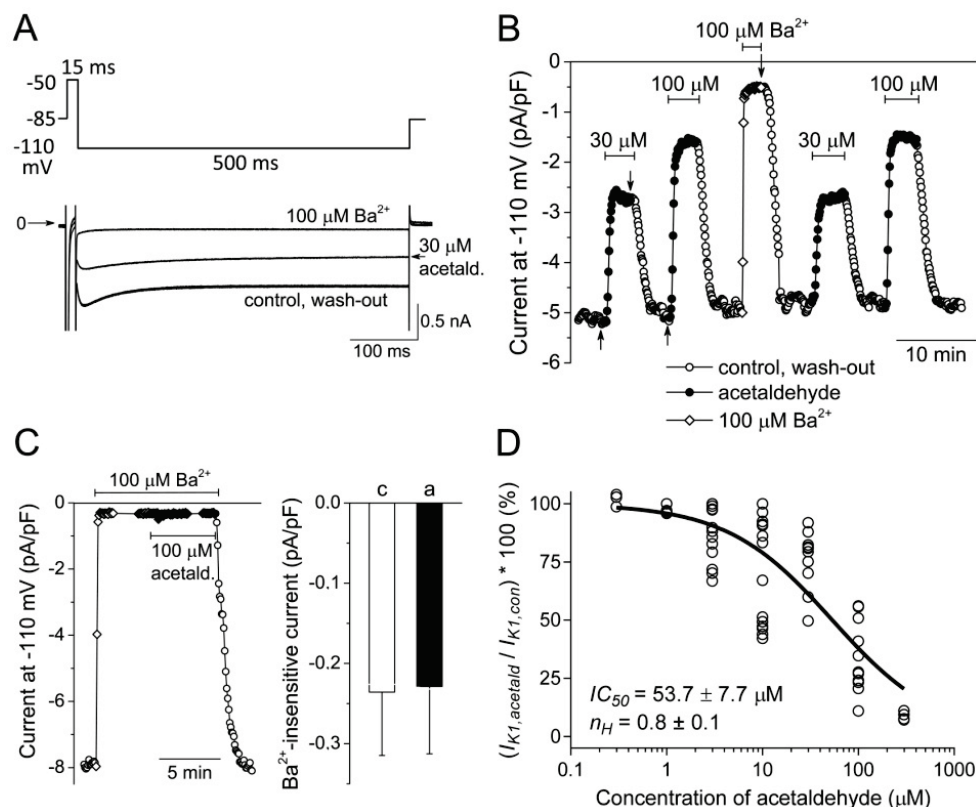 A
15 ms
-50
-85
-110
mV
500 ms
0
100 µM Ba2+
30 µM
acetald.
control, wash-out
0.5 nA
100 ms
B
100 µM Ba2+
100 µM
100 µM
30 µM
30 µM
0
-1
-2
-3
-4
-5
-6
Current at -110 mV (pA/pF)
10 min
control, wash-out
acetaldehyde
100 µM Ba2+
C
100 µM Ba2+
0
-2
-4
-6
-8
Current at -110 mV (pA/pF)
100 µM
acetald.
5 min
c a
0.0
-0.1
-0.2
-0.3
Ba2+-insensitive current (pA/pF)
D
100
75
50
25
0
(IK1,acetald / IK1,con) * 100 (%)
IC50 = 53.7 ± 7.7 µM
nH = 0.8 ± 0.1
0.1 1 10 100 1000
Concentration of acetaldehyde (µM)